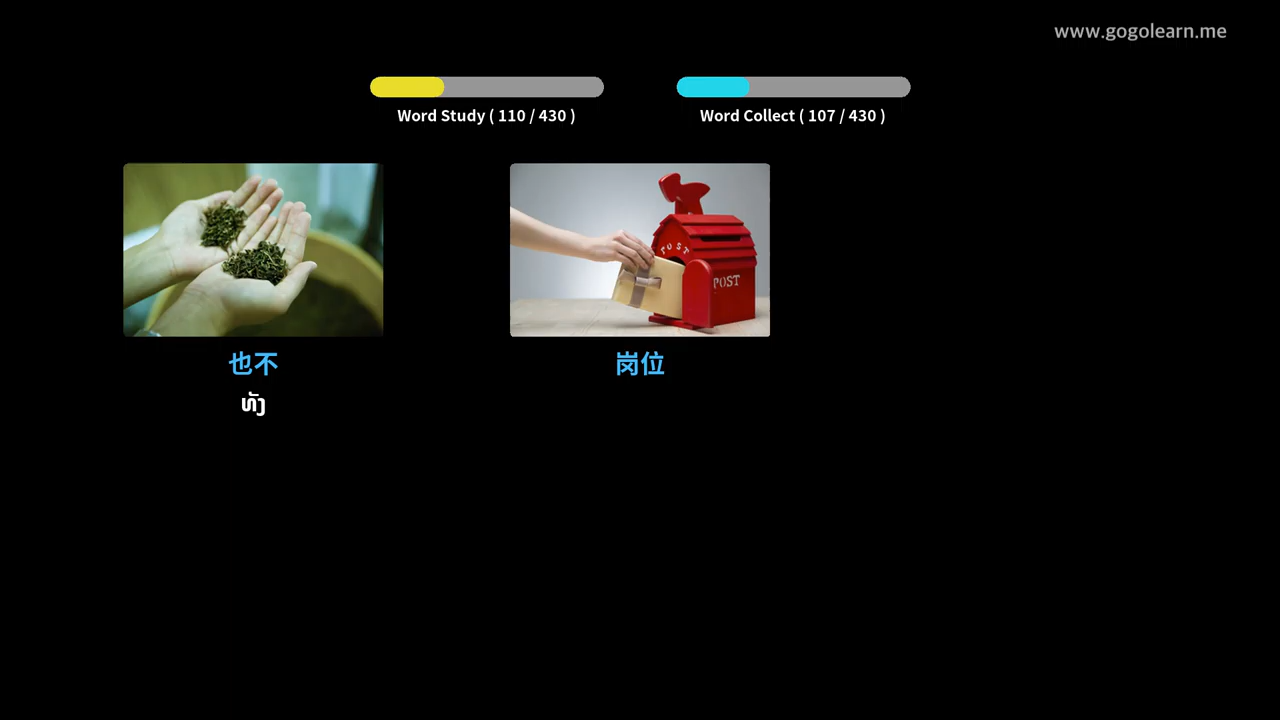 www.gogolearn.me
Word Study ( 110 / 430 )
Word Collect ( 107 / 430 )
POST
POST
也不
岗位
ທັງ